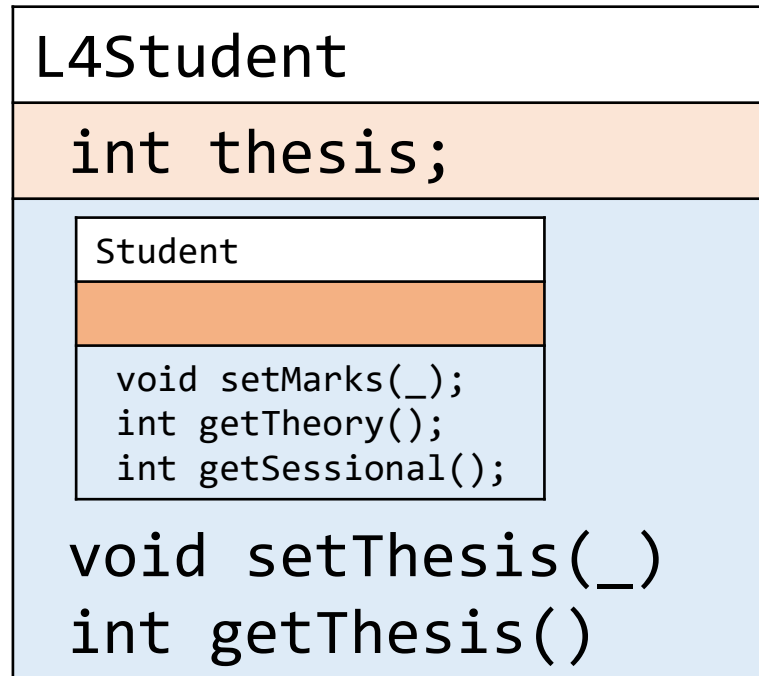 L4Student
int thesis;
Student
void setMarks(_);
int getTheory();
int getSessional();
void setThesis(_)
int getThesis()